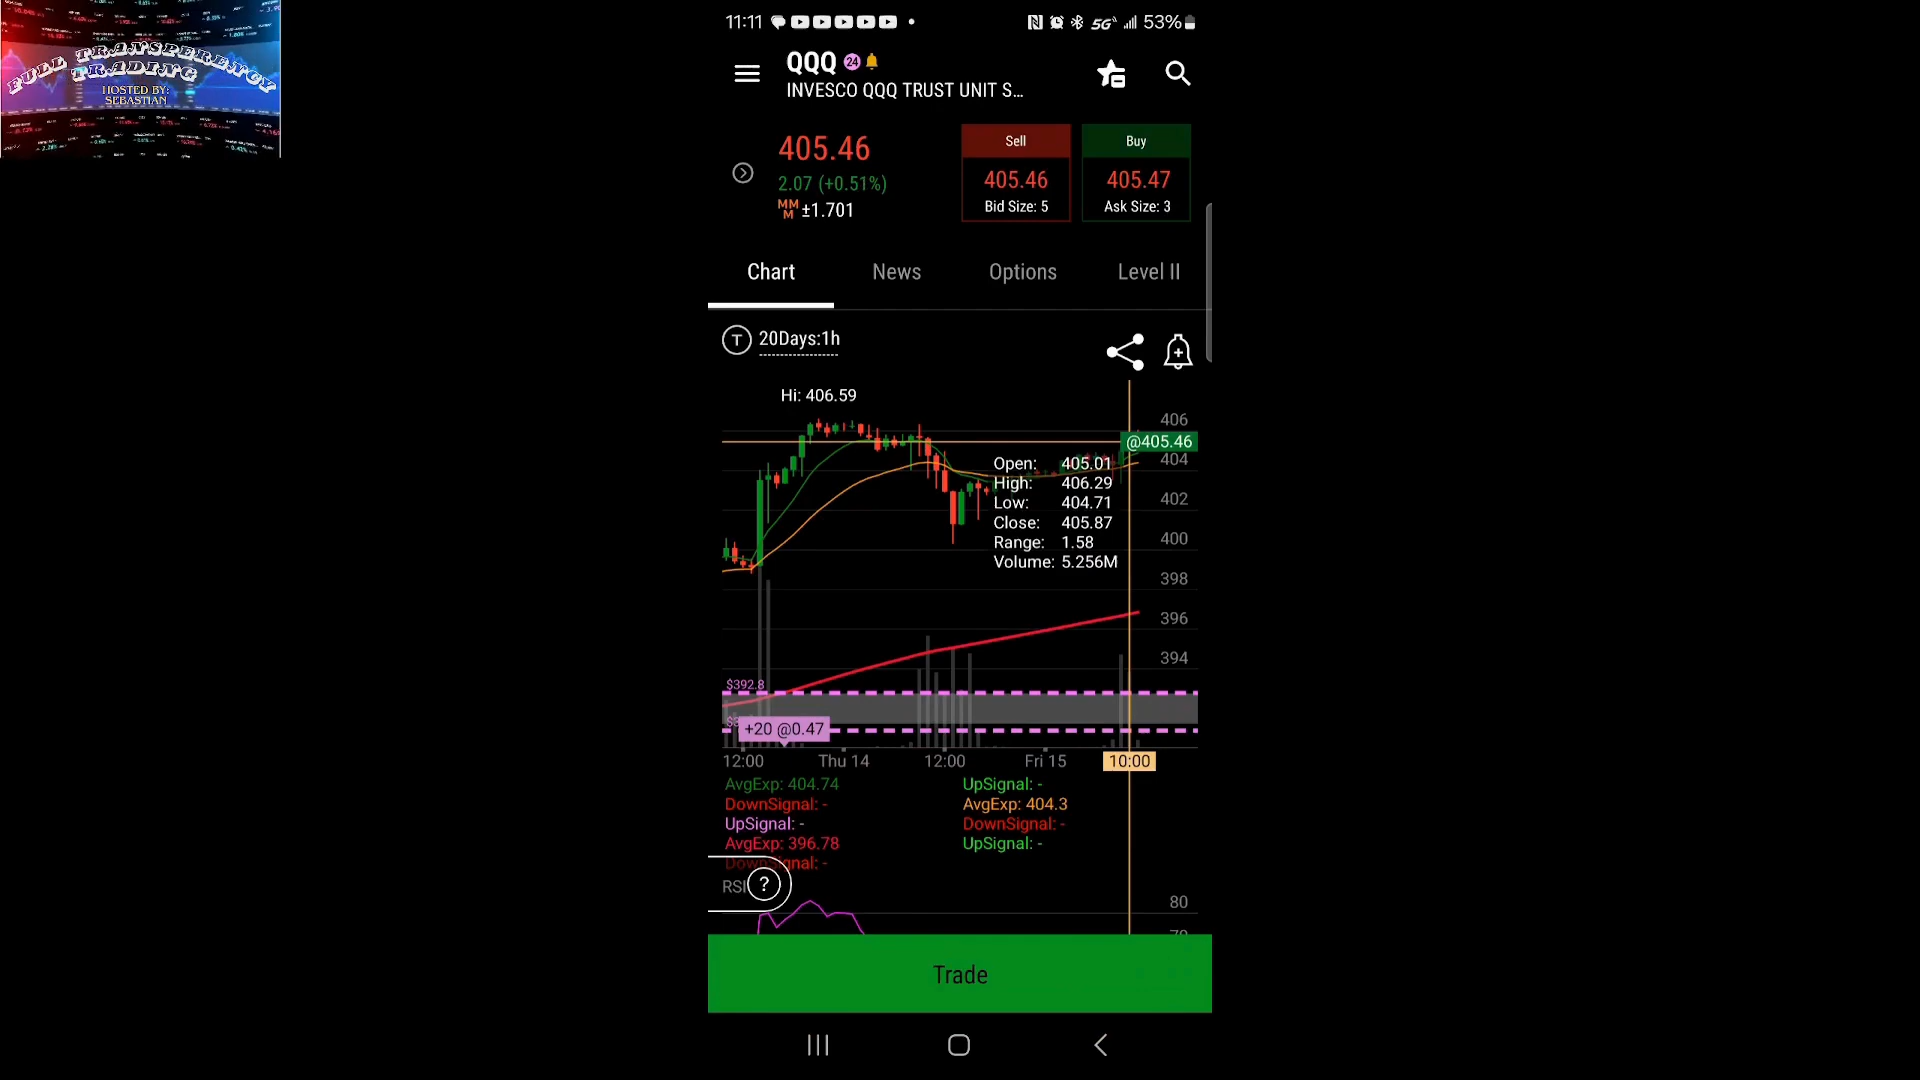 FULL TRANSPERENCY
TRADING
HOSTED BY:
SEBASTIAN
11:11
5G
53%
QQQ 24
INVESCO QQQ TRUST UNIT S...
405.46
2.07 (+0.51%)
MM
M ±1.701
Sell
405.46
Bid Size: 5
Buy
405.47
Ask Size: 3
Chart
News
Options
Level II
T 20Days:1h
Hi: 406.59
406
@405.46
404
402
400
398
396
394
Open: 405.01
High: 406.29
Low: 404.71
Close: 405.87
Range: 1.58
Volume: 5.256M
$392.8
+20 @0.47
12:00
Thu 14
12:00
Fri 15
10:00
AvgExp: 404.74
UpSignal: -
DownSignal: -
AvgExp: 404.3
UpSignal: -
DownSignal: -
AvgExp: 396.78
UpSignal: -
DownSignal: -
RSI
?
80
Trade